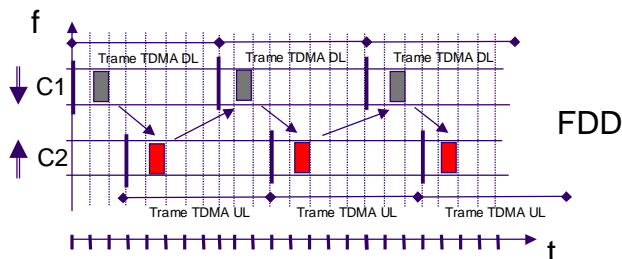 f
Trame TDMA DL Trame TDMA DL Trame TDMA DL
C1
FDD
C2
Trame TDMA UL Trame TDMA UL Trame TDMA UL
t